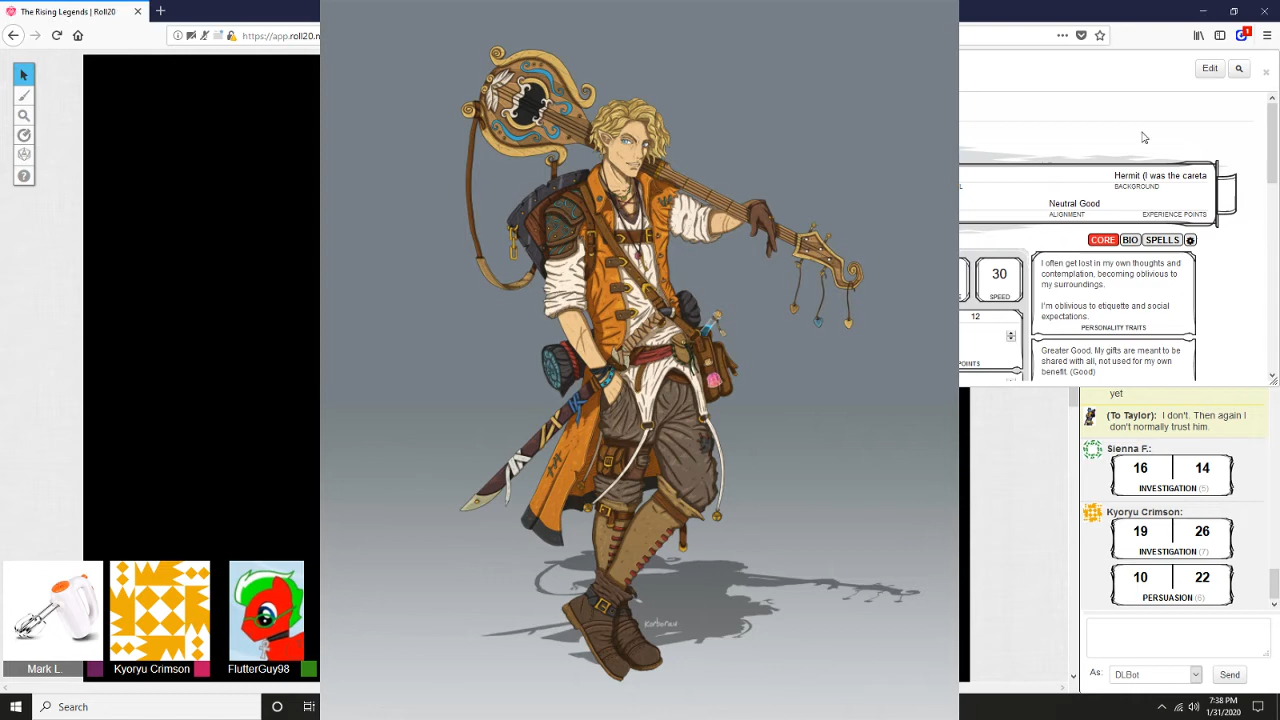 The Rising Legends | Roll20
https://app.roll20.n
Edit
Hermit (I was the careta
BACKGROUND
Neutral Good
ALIGNMENT
EXPERIENCE POINTS
CORE
BIO
SPELLS
30
SPEED
12
POINTS
I often get lost in my own thoughts and
contemplation, becoming oblivious to
my surroundings.
I'm oblivious to etiquette and social
expectations.
PERSONALITY TRAITS
Greater Good. My gifts are meant to be
shared with all, not used for my own
benefit. (Good)
yet
(To Taylor): I don't. Then again I
don't normally trust him.
Sienna F.:
16 14
INVESTIGATION (5)
Kyoryu Crimson:
19 26
INVESTIGATION (7)
10 22
PERSUASION (6)
As: DLBot Send
Korboran
Mark L.
Kyoryu Crimson
FlutterGuy98
Search
7:38 PM
1/31/2020